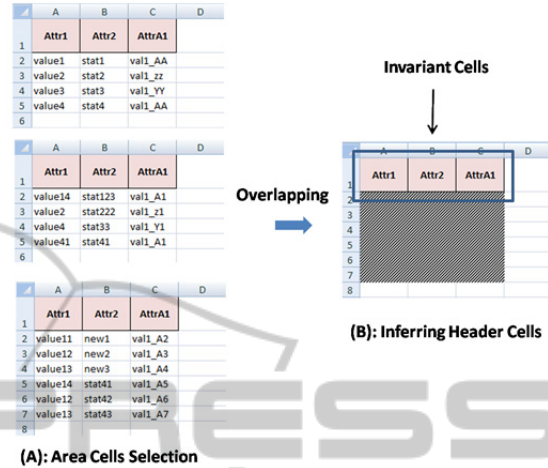 A B C D
1 Attr1 Attr2 AttrA1
2 value1 stat1 val1_AA
3 value2 stat2 val1_zz
4 value3 stat3 val1_YY
5 value4 stat4 val1_AA
6
A B C D
1 Attr1 Attr2 AttrA1
2 value14 stat123 val1_A1
3 value2 stat222 val1_z1
4 value4 stat33 val1_Y1
5 value41 stat41 val1_A1
6
A B C D
1 Attr1 Attr2 AttrA1
2 value11 new1 val1_A2
3 value12 new2 val1_A3
4 value13 new3 val1_A4
5 value14 stat41 val1_A5
6 value12 stat42 val1_A6
7 value13 stat43 val1_A7
8
(A): Area Cells Selection
Overlapping
Invariant Cells
A B C D
1 Attr1 Attr2 AttrA1
2
3
4
5
6
7
8
(B): Inferring Header Cells
PRESS